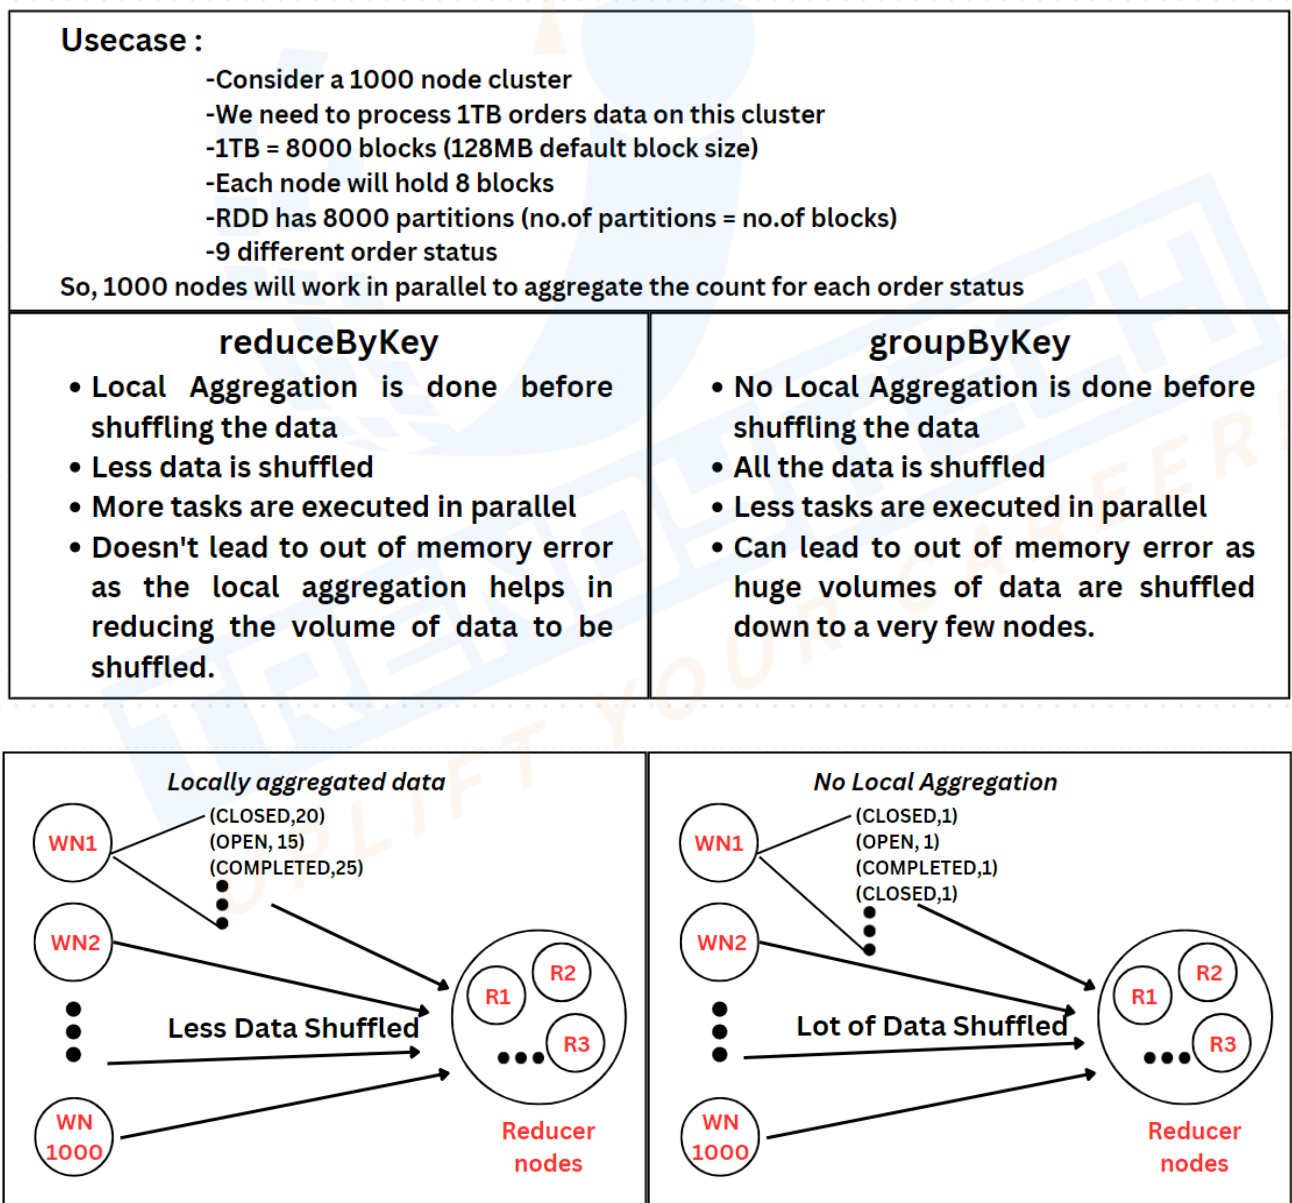 Usecase :
-Consider a 1000 node cluster
-We need to process 1TB orders data on this cluster
-1TB = 8000 blocks (128MB default block size)
-Each node will hold 8 blocks
-RDD has 8000 partitions (no.of partitions = no.of blocks)
-9 different order status
So, 1000 nodes will work in parallel to aggregate the count for each order status
reduceByKey
• Local Aggregation is done before
shuffling the data
• Less data is shuffled
• More tasks are executed in parallel
• Doesn't lead to out of memory error
as the local aggregation helps in
reducing the volume of data to be
shuffled.
groupByKey
• No Local Aggregation is done before
shuffling the data
• All the data is shuffled
• Less tasks are executed in parallel
• Can lead to out of memory error as
huge volumes of data are shuffled
down to a very few nodes.
TRENDYTECH
UPLIFT YOUR CAREER!
Locally aggregated data
WN1
(CLOSED,20)
(OPEN, 15)
(COMPLETED,25)
WN2
R1
R2
R3
Less Data Shuffled
WN
1000
Reducer
nodes
No Local Aggregation
WN1
(CLOSED,1)
(OPEN, 1)
(COMPLETED,1)
(CLOSED,1)
WN2
R1
R2
R3
Lot of Data Shuffled
WN
1000
Reducer
nodes